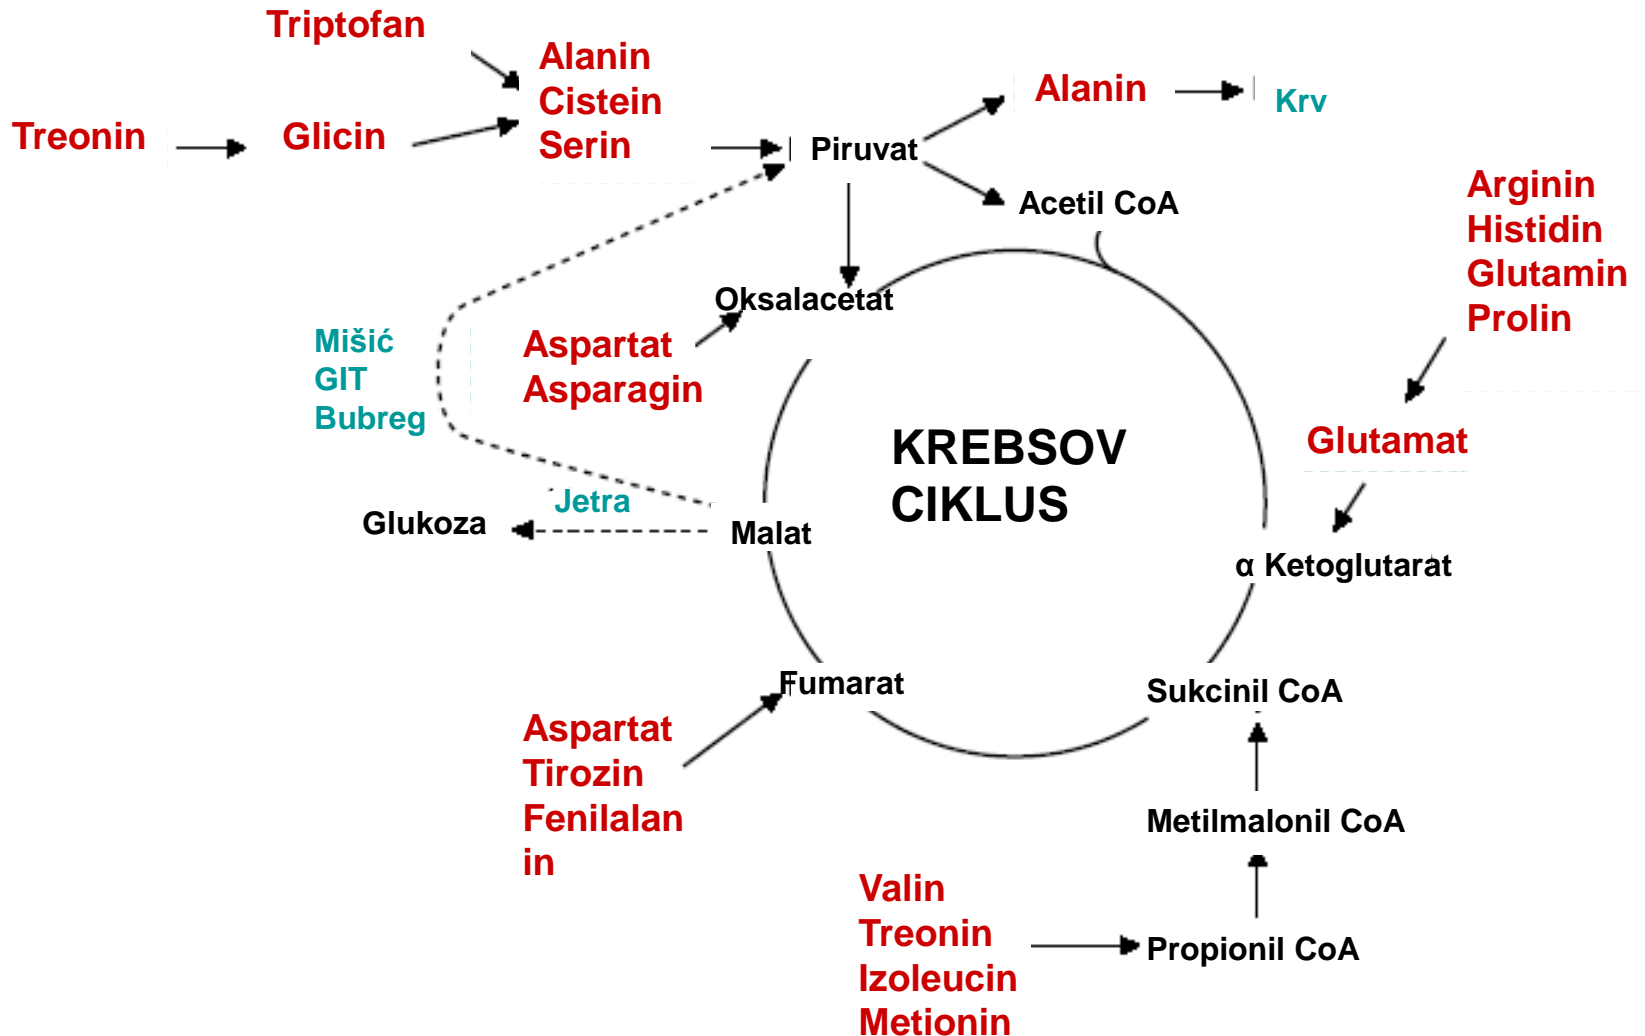 Triptofan
Alanin
Cistein
Serin
Alanin
Krv
Treonin
Glicin
Piruvat
Acetil CoA
Arginin
Histidin
Glutamin
Prolin
Oksalacetat
Mišić
GIT
Bubreg
Aspartat
Asparagin
KREBSOV
CIKLUS
Glutamat
Jetra
Glukoza
Malat
α Ketoglutarat
Fumarat
Sukcinil CoA
Aspartat
Tirozin
Fenilalan
in
Metilmalonil CoA
Valin
Treonin
Izoleucin
Metionin
Propionil CoA